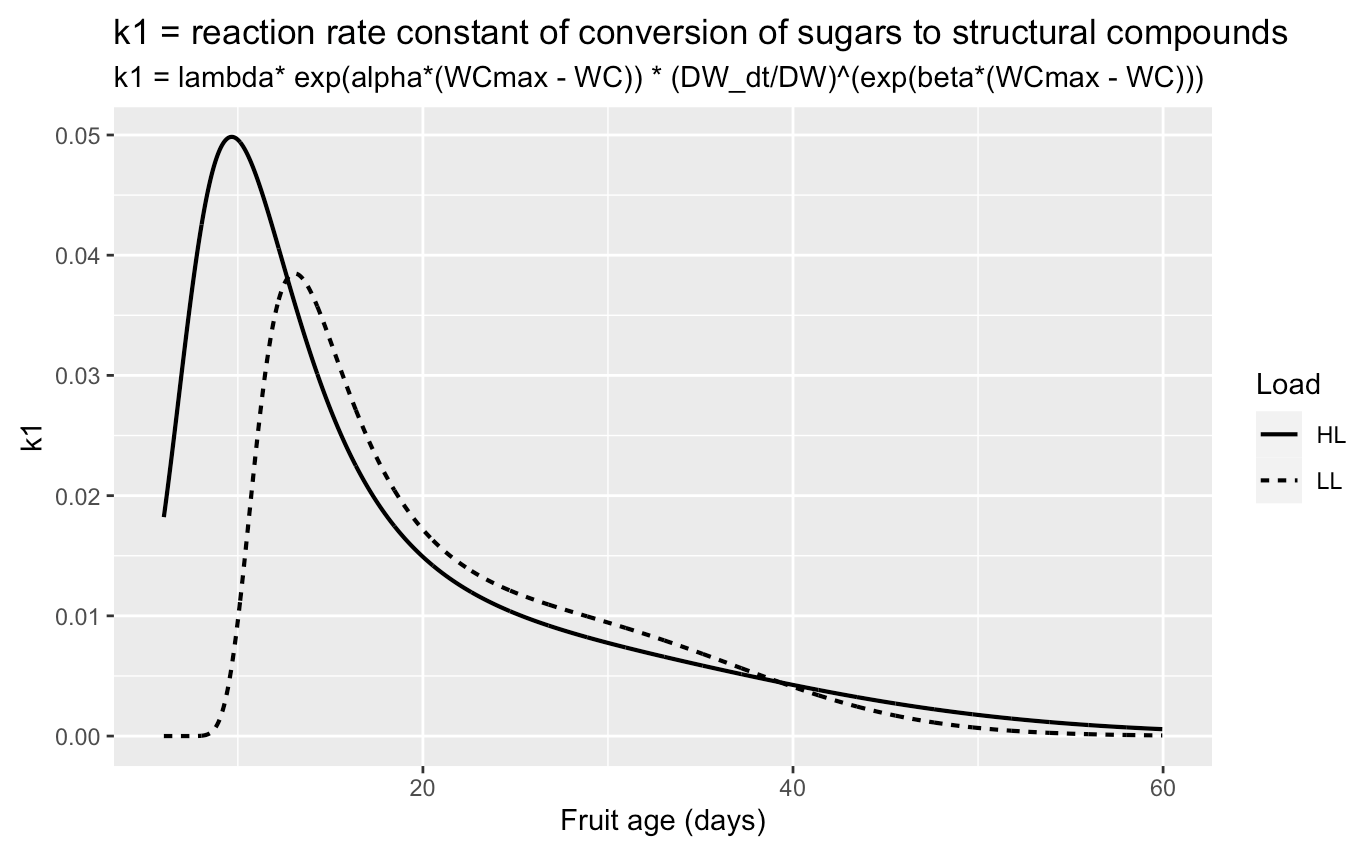 k1 = reaction rate constant of conversion of sugars to structural compounds
k1 = lambda* exp(alpha*(WCmax - WC)) * (DW_dt/DW)^(exp(beta*(WCmax - WC)))
0.05
0.04
0.03
0.02
0.01
0.00
k1
20
40
60
Fruit age (days)
Load
HL
LL